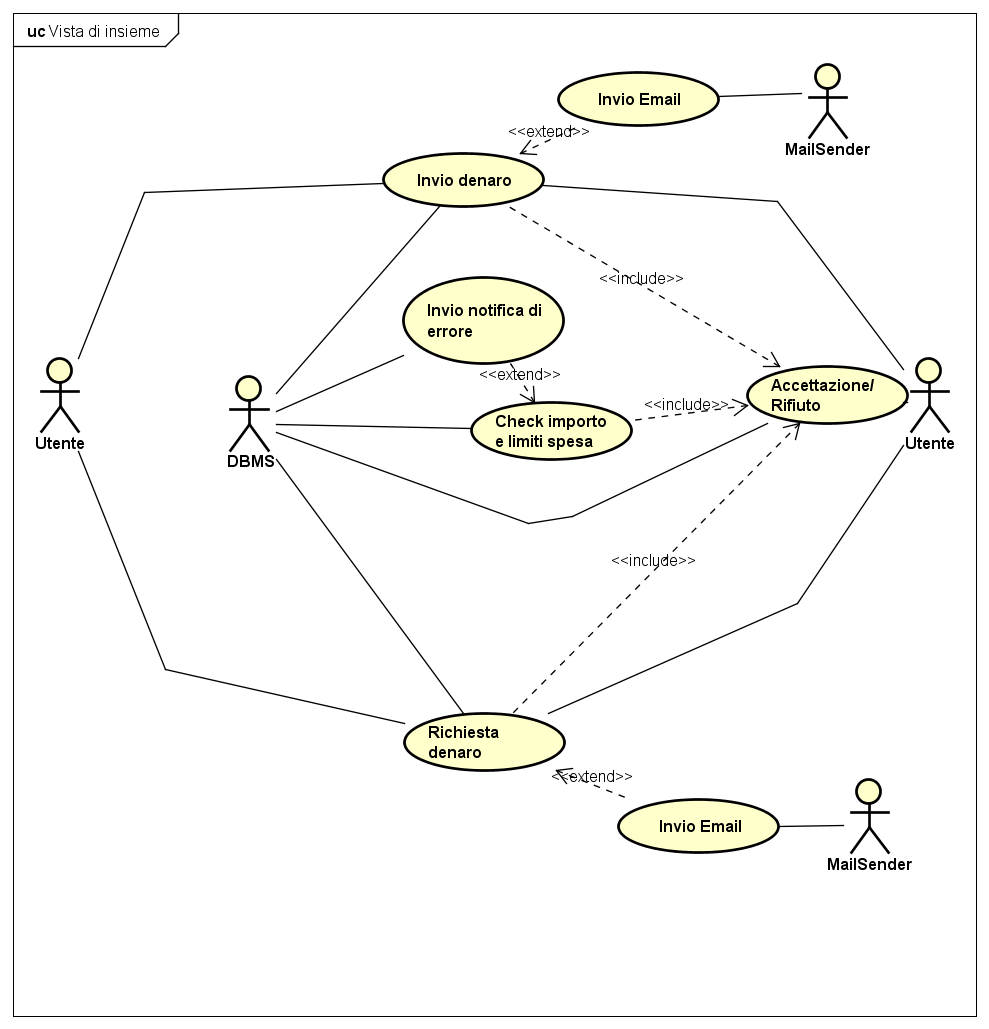 uc Vista di insieme
Invio Email
MailSender
<<extend>>
Invio denaro
<<include>>
Invio notifica di
errore
<<extend>>
Utente
DBMS
Check importo
e limiti spesa
<<include>>
Accettazione/
Rifiuto
Utente
<<include>>
Richiesta
denaro
<<extend>>
Invio Email
MailSender